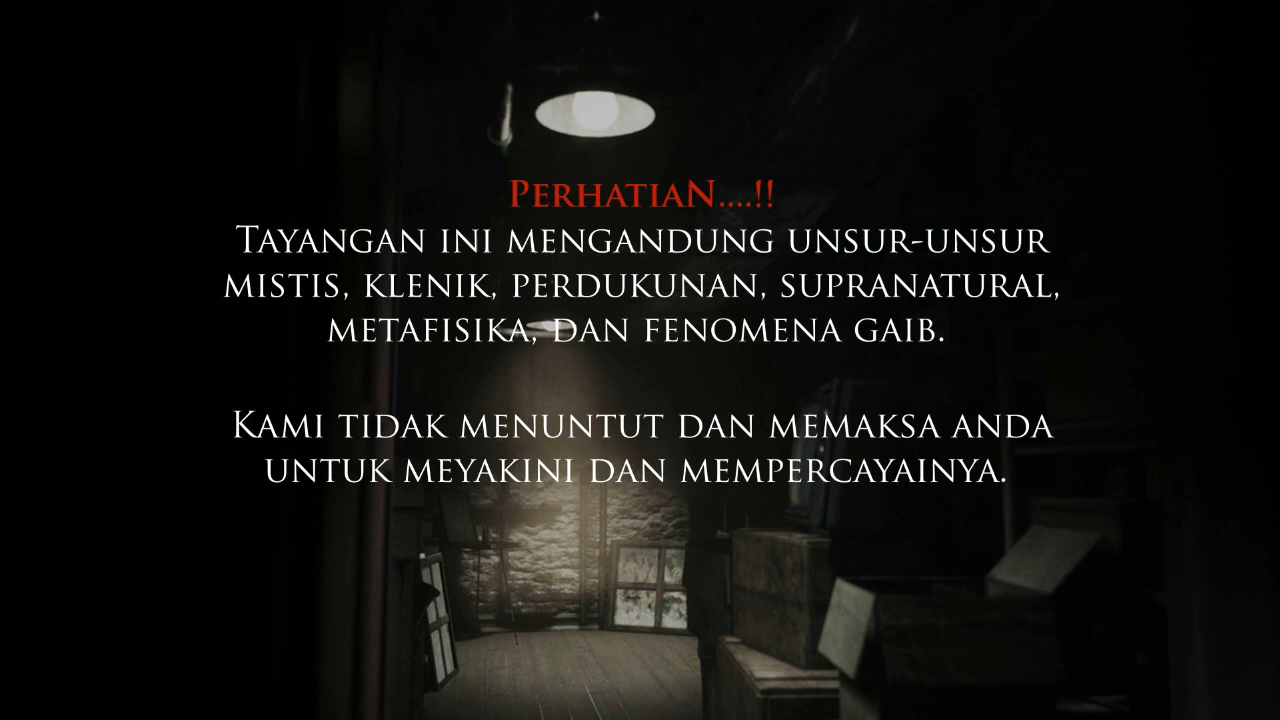 PERHATIAN....!!
TAYANGAN INI MENGANDUNG UNSUR-UNSUR
MISTIS, KLENIK, PERDUKUNAN, SUPRANATURAL,
METAFISIKA, DAN FENOMENA GAIB.
KAMI TIDAK MENUNTUT DAN MEMAKSA ANDA
UNTUK MEYAKINI DAN MEMPERCAYAINYA.